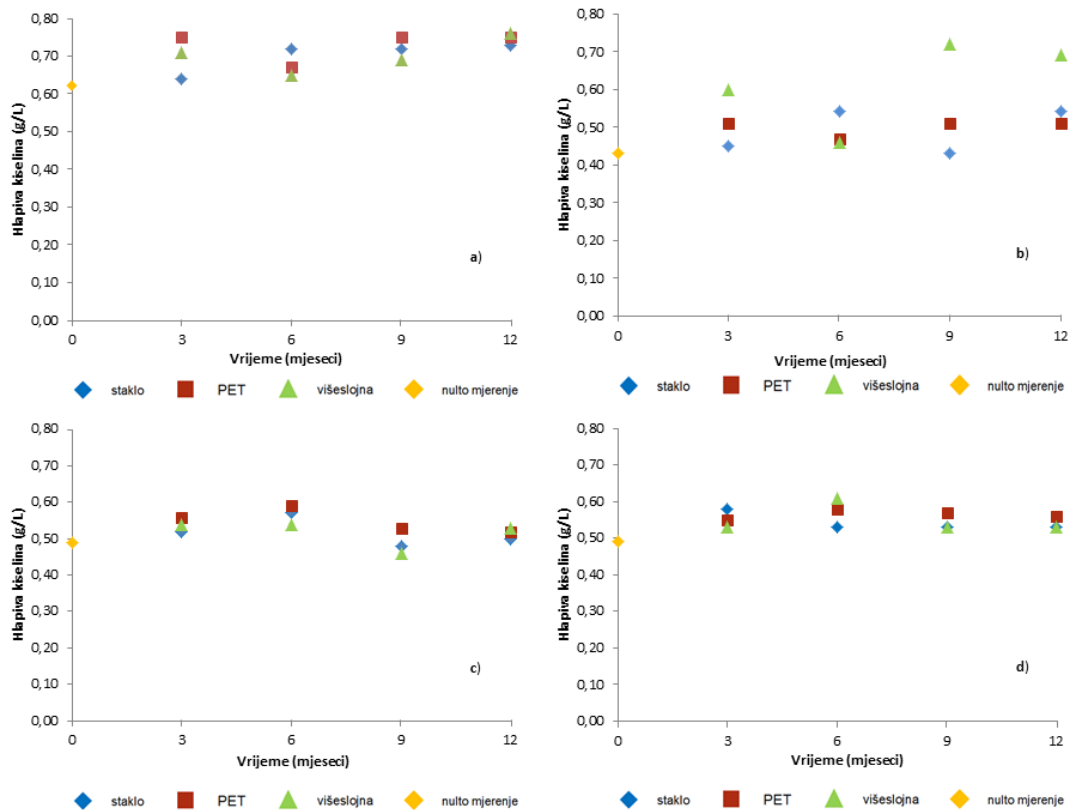 0,80
0,70
0,60
0,50
0,40
0,30
0,20
0,10
0,00
Hlapiva kiselina (g/L)
a)
0 3 6 9 12
Vrijeme (mjeseci)
staklo PET višeslojna nulto mjerenje
0,80
0,70
0,60
0,50
0,40
0,30
0,20
0,10
0,00
Hlapiva kiselina (g/L)
b)
0 3 6 9 12
Vrijeme (mjeseci)
staklo PET višeslojna nulto mjerenje
0,80
0,70
0,60
0,50
0,40
0,30
0,20
0,10
0,00
Hlapiva kiselina (g/L)
c)
0 3 6 9 12
Vrijeme (mjeseci)
staklo PET višeslojna nulto mjerenje
0,80
0,70
0,60
0,50
0,40
0,30
0,20
0,10
0,00
Hlapiva kiselina (g/L)
d)
0 3 6 9 12
Vrijeme (mjeseci)
staklo PET višeslojna nulto mjerenje